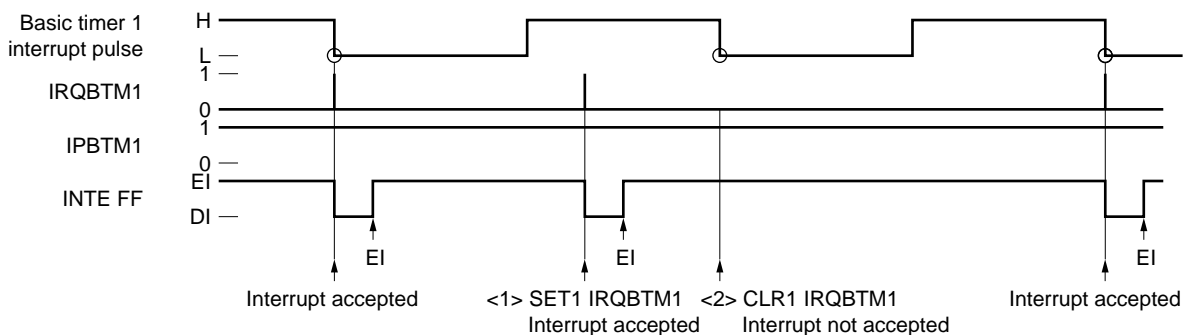 Basic timer 1
interrupt pulse
H
L
IRQBTM1
1
0
IPBTM1
1
0
INTE FF
EI
DI
EI
EI
EI
Interrupt accepted
<1> SET1 IRQBTM1
Interrupt accepted
<2> CLR1 IRQBTM1
Interrupt not accepted
Interrupt accepted